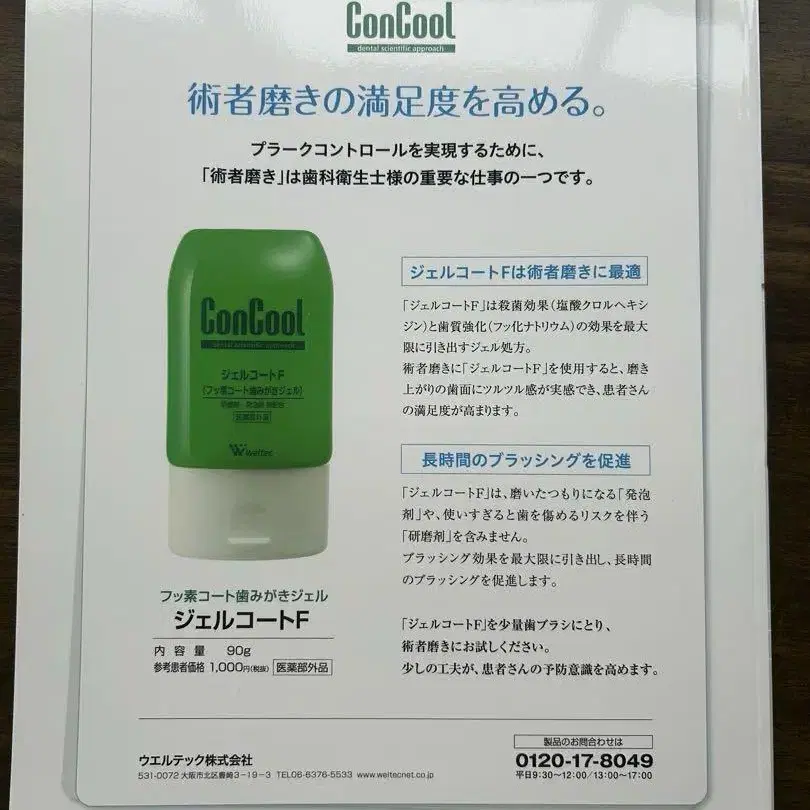 ConCool
dental scientific approach
術者磨きの満足度を高める。
プラークコントロールを実現するために、
「術者磨き」は歯科衛生士様の重要な仕事の一つです。
ConCool
dental scientific approach
ジェルコートF
[フッ素コート歯みがきジェル]
医薬部外品
Weltec
フッ素コート歯みがきジェル
ジェルコートF
内容量 90g
参考患者価格 1,000円(税抜) 医薬部外品
ジェルコートFは術者磨きに最適
「ジェルコートF」は殺菌効果（塩酸クロルヘキシ
ジン）と歯質強化（フッ化ナトリウム）の効果を最大
限に引き出すジェル処方。
術者磨きに「ジェルコートF」を使用すると、磨き
上がりの歯面にツルツル感が実感でき、患者さん
の満足度が高まります。
長時間のブラッシングを促進
「ジェルコートF」は、磨いたつもりになる「発泡
剤」や、使いすぎると歯を傷めるリスクを伴う
「研磨剤」を含みません。
ブラッシング効果を最大限に引き出し、長時間
のブラッシングを促進します。
「ジェルコートF」を少量歯ブラシにとり、
術者磨きにお試しください。
少しの工夫が、患者さんの予防意識を高めます。
ウエルテック株式会社
531-0072 大阪市北区豊崎3-19-3 TEL06-6376-5533 www.weltecnet.co.jp
製品のお問合わせは
0120-17-8049
平日9:30〜12:00/13:00〜17:00